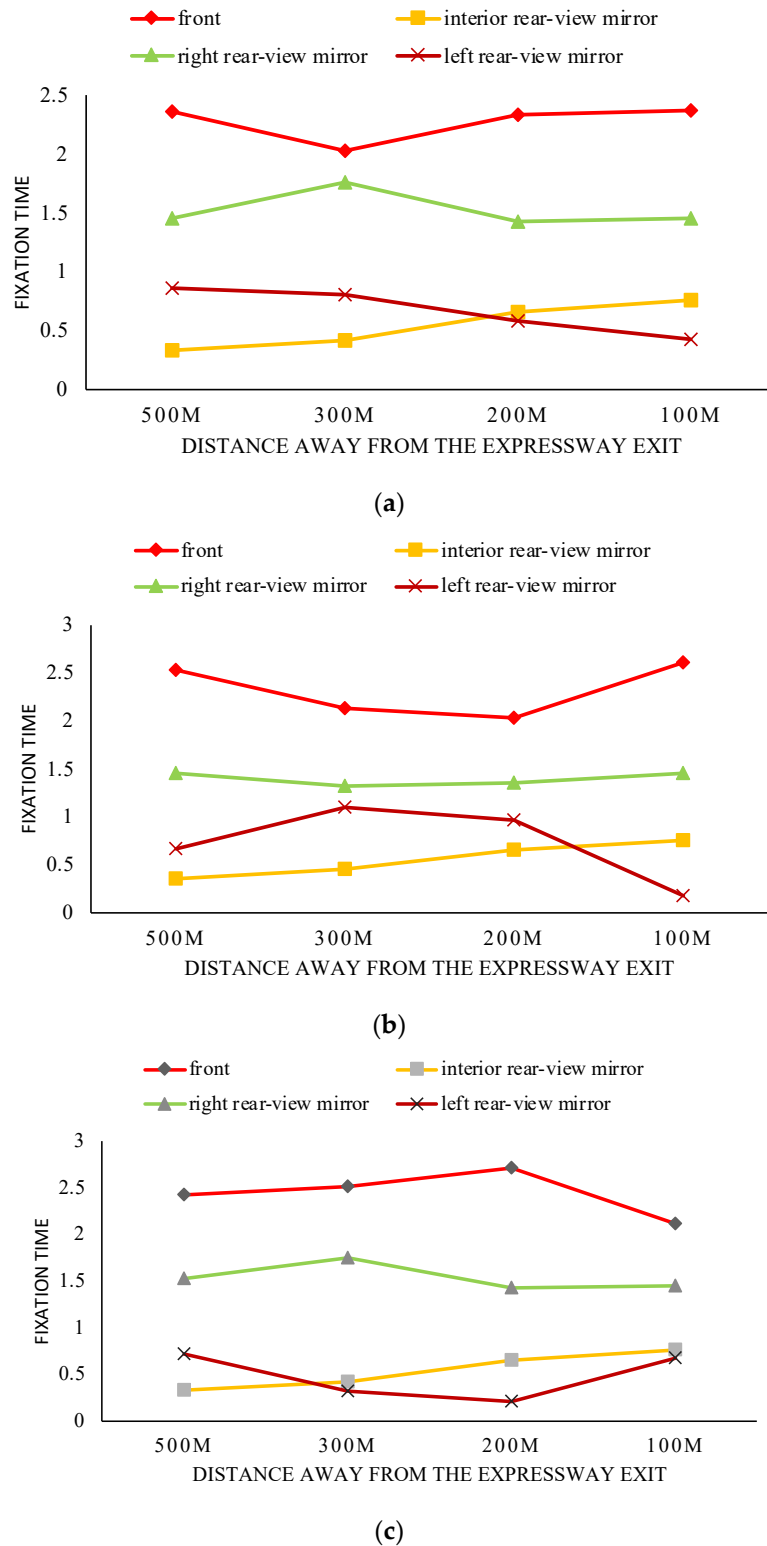 front interior rear-view mirror
right rear-view mirror left rear-view mirror
2.5
2
1.5
1
0.5
0
FIXATION TIME
500M 300M 200M 100M
DISTANCE AWAY FROM THE EXPRESSWAY EXIT
(a)
front interior rear-view mirror
right rear-view mirror left rear-view mirror
3
2.5
2
1.5
1
0.5
0
FIXATION TIME
500M 300M 200M 100M
DISTANCE AWAY FROM THE EXPRESSWAY EXIT
(b)
front interior rear-view mirror
right rear-view mirror left rear-view mirror
3
2.5
2
1.5
1
0.5
0
FIXATION TIME
500M 300M 200M 100M
DISTANCE AWAY FROM THE EXPRESSWAY EXIT
(c)